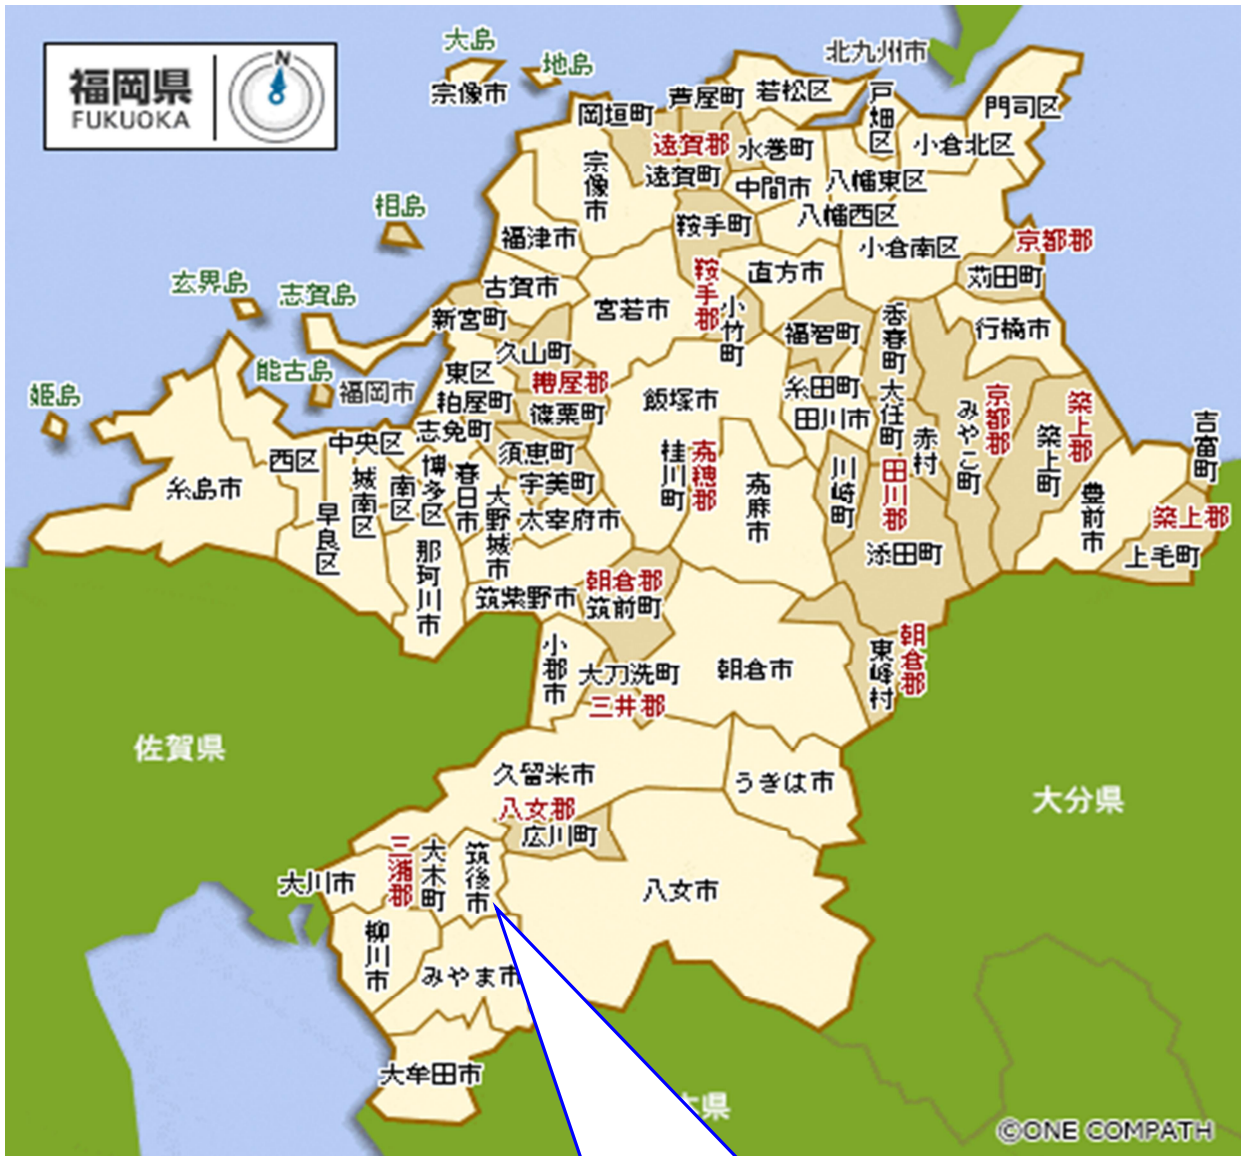 福岡県
FUKUOKA
N
大島
地島
宗像市
北九州市
岡垣町
芦屋町
若松区
戸畑区
門司区
遠賀郡
水巻町
小倉北区
宗像市
遠賀町
中間市
八幡東区
相島
鞍手町
八幡西区
福津市
小倉南区
京都郡
玄界島
志賀島
古賀市
鞍手郡
直方市
苅田町
新宮町
宮若市
小竹町
福智町
香春町
行橋市
久山町
能古島
福岡市
東区
糟屋郡
姫島
粕屋町
篠栗町
飯塚市
糸田町
大任町
田川市
みやこ町
京都郡
築上郡
吉富町
中央区
志免町
須恵町
赤村
築上町
西区
城南区
南区
博多区
春日市
大野城市
宇美町
桂川町
嘉穂郡
嘉麻市
川崎町
田川郡
糸島市
早良区
太宰府市
豊前市
築上郡
那珂川市
添田町
上毛町
筑紫野市
朝倉郡
筑前町
小郡市
大刀洗町
朝倉市
東峰村
朝倉郡
三井郡
佐賀県
久留米市
うきは市
大分県
八女郡
広川町
大川市
三潴郡
大木町
筑後市
八女市
柳川市
みやま市
大牟田市
県
©ONE COMPATH